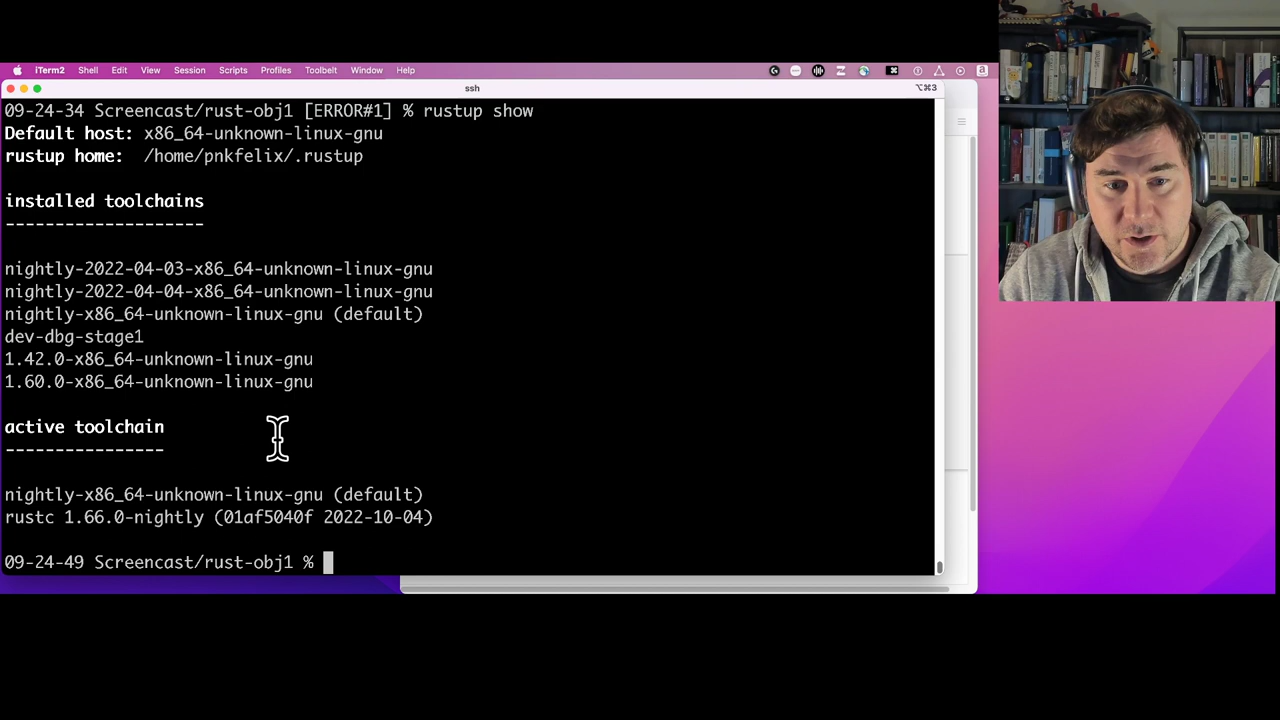 iTerm2 Shell Edit View Session Scripts Profiles Toolbelt Window Help
ssh
⌥⌘3
09-24-34 Screencast/rust-obj1 [ERROR#1] % rustup show
Default host: x86_64-unknown-linux-gnu
rustup home:  /home/pnkfelix/.rustup
installed toolchains
--------------------
nightly-2022-04-03-x86_64-unknown-linux-gnu
nightly-2022-04-04-x86_64-unknown-linux-gnu
nightly-x86_64-unknown-linux-gnu (default)
dev-dbg-stage1
1.42.0-x86_64-unknown-linux-gnu
1.60.0-x86_64-unknown-linux-gnu
active toolchain
----------------
nightly-x86_64-unknown-linux-gnu (default)
rustc 1.66.0-nightly (01af5040f 2022-10-04)
09-24-49 Screencast/rust-obj1 %